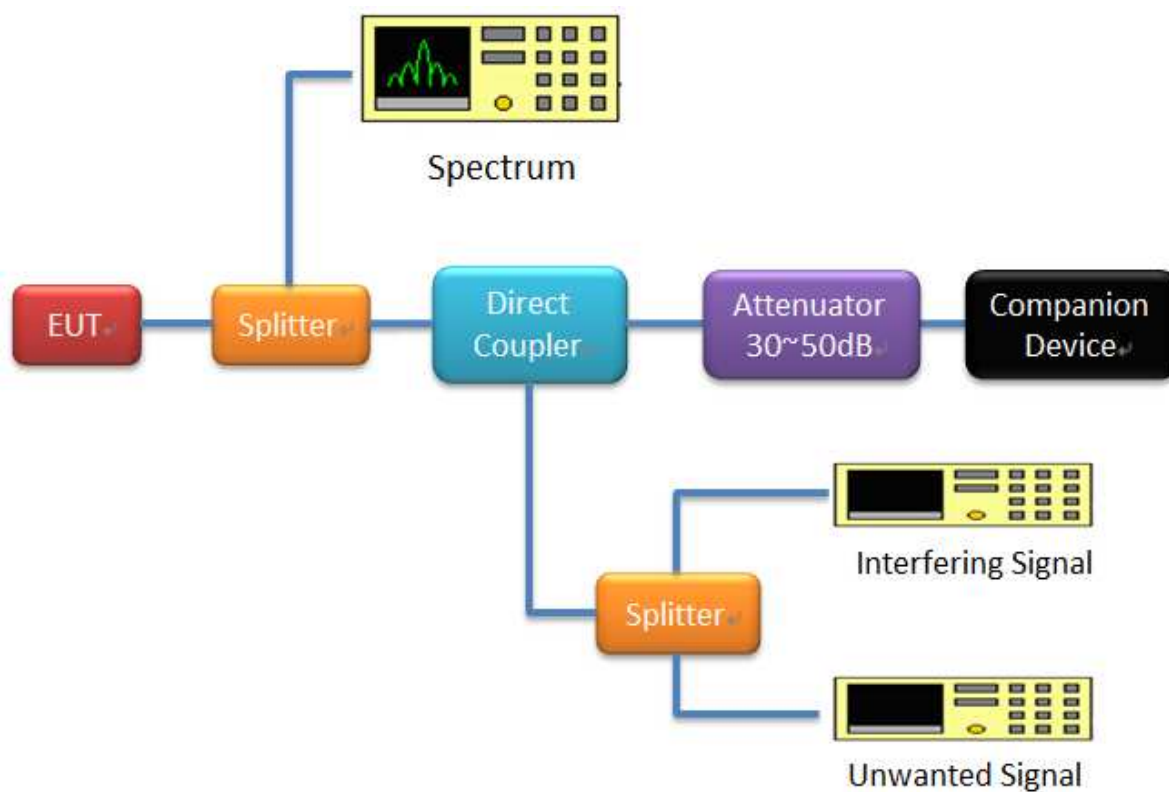 Spectrum
EUT
Splitter
Direct
Coupler
Attenuator
30~50dB
Companion
Device
Interfering Signal
Splitter
Unwanted Signal